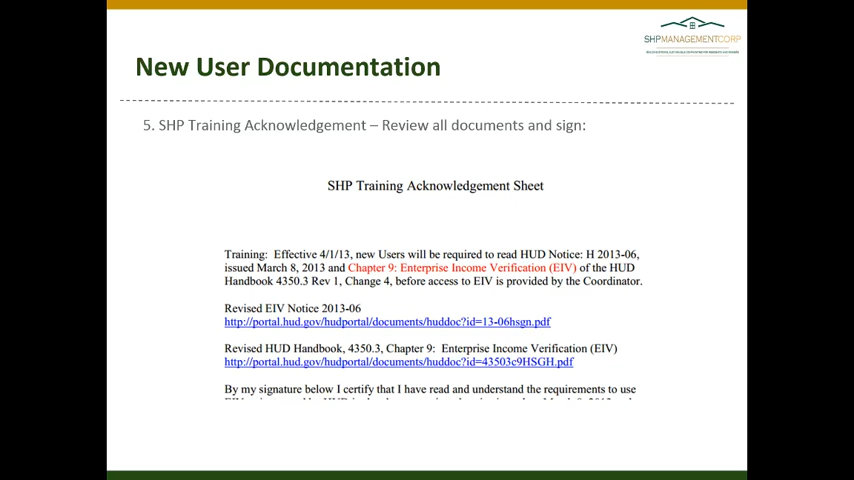 SHPMANAGEMENTCORP
New User Documentation
5. SHP Training Acknowledgement – Review all documents and sign:
SHP Training Acknowledgement Sheet
Training: Effective 4/1/13, new Users will be required to read HUD Notice: H 2013-06,
issued March 8, 2013 and Chapter 9: Enterprise Income Verification (EIV) of the HUD
Handbook 4350.3 Rev 1, Change 4, before access to EIV is provided by the Coordinator.
Revised EIV Notice 2013-06
http://portal.hud.gov/hudportal/documents/huddoc?id=13-06hsgn.pdf
Revised HUD Handbook, 4350.3, Chapter 9: Enterprise Income Verification (EIV)
http://portal.hud.gov/hudportal/documents/huddoc?id=43503c9HSGH.pdf
By my signature below I certify that I have read and understand the requirements to use